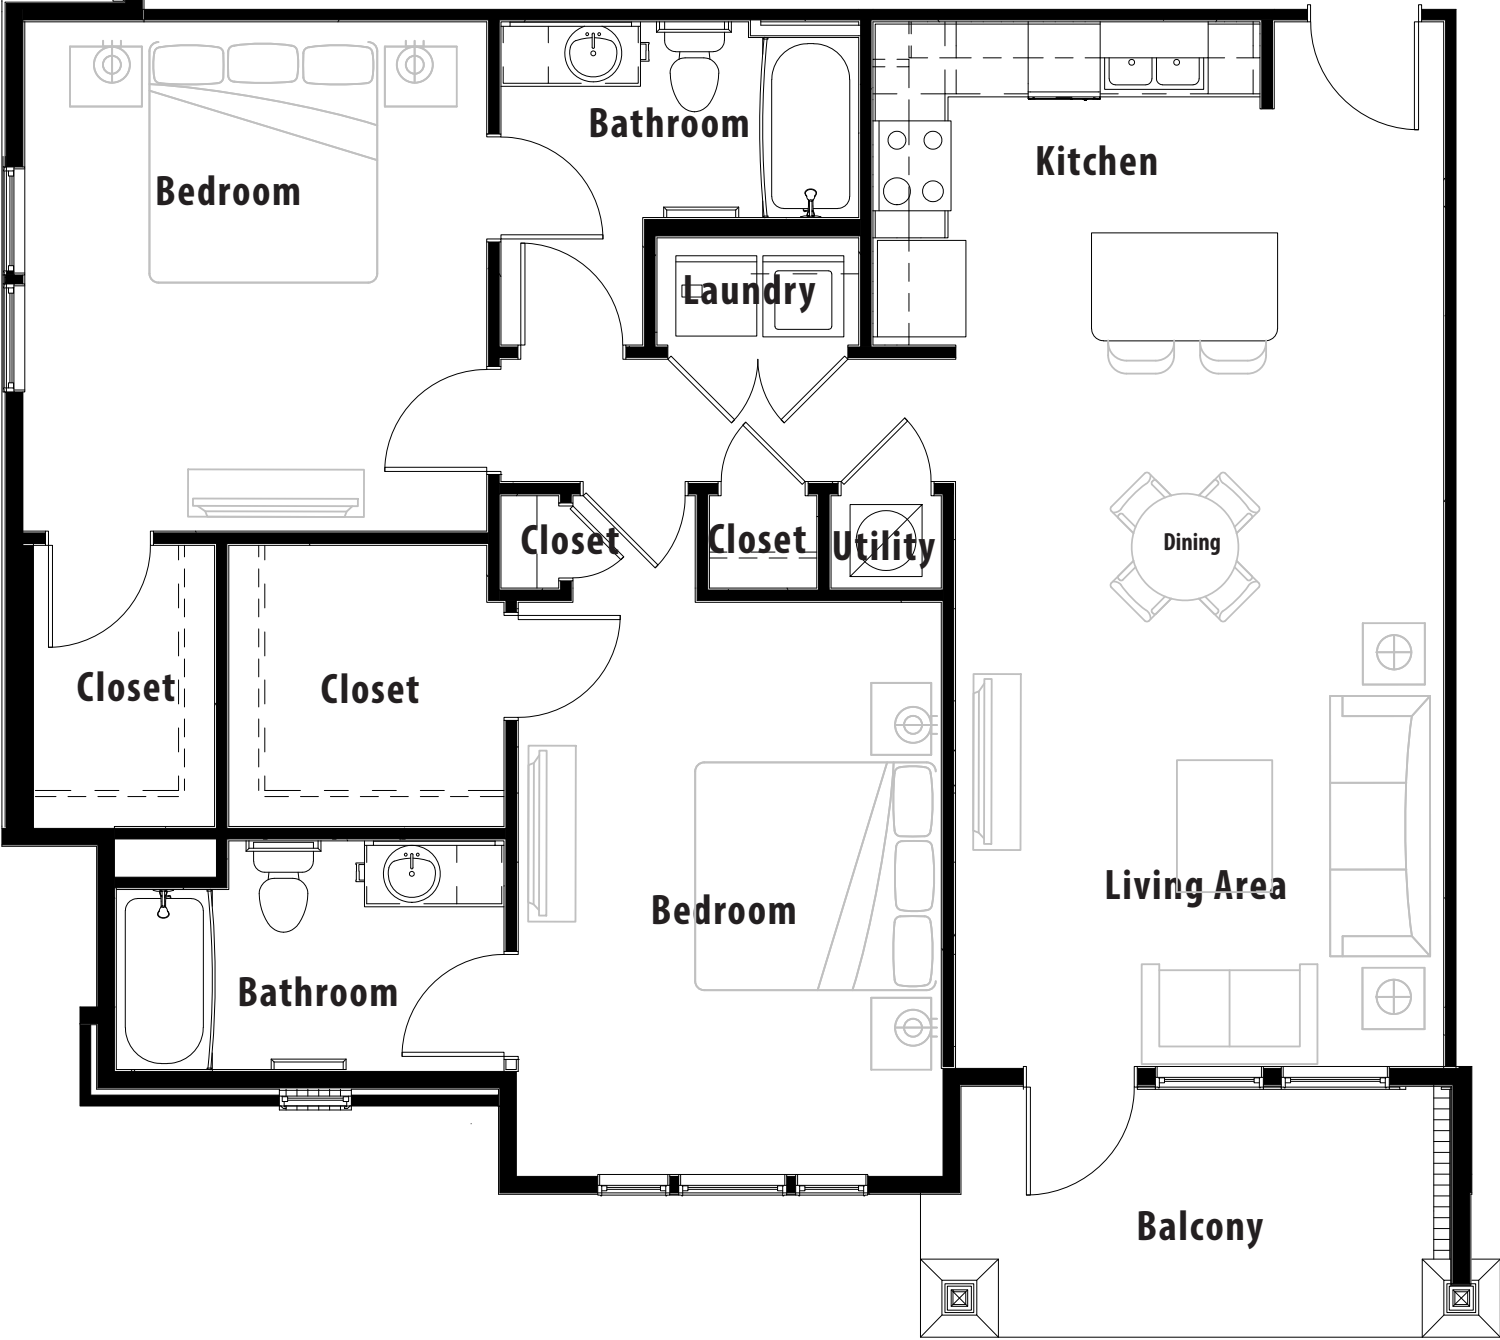 Bathroom
Kitchen
Bedroom
Laundry
Closet
Closet
Utility
Dining
Closet
Closet
Living Area
Bedroom
Bathroom
Balcony